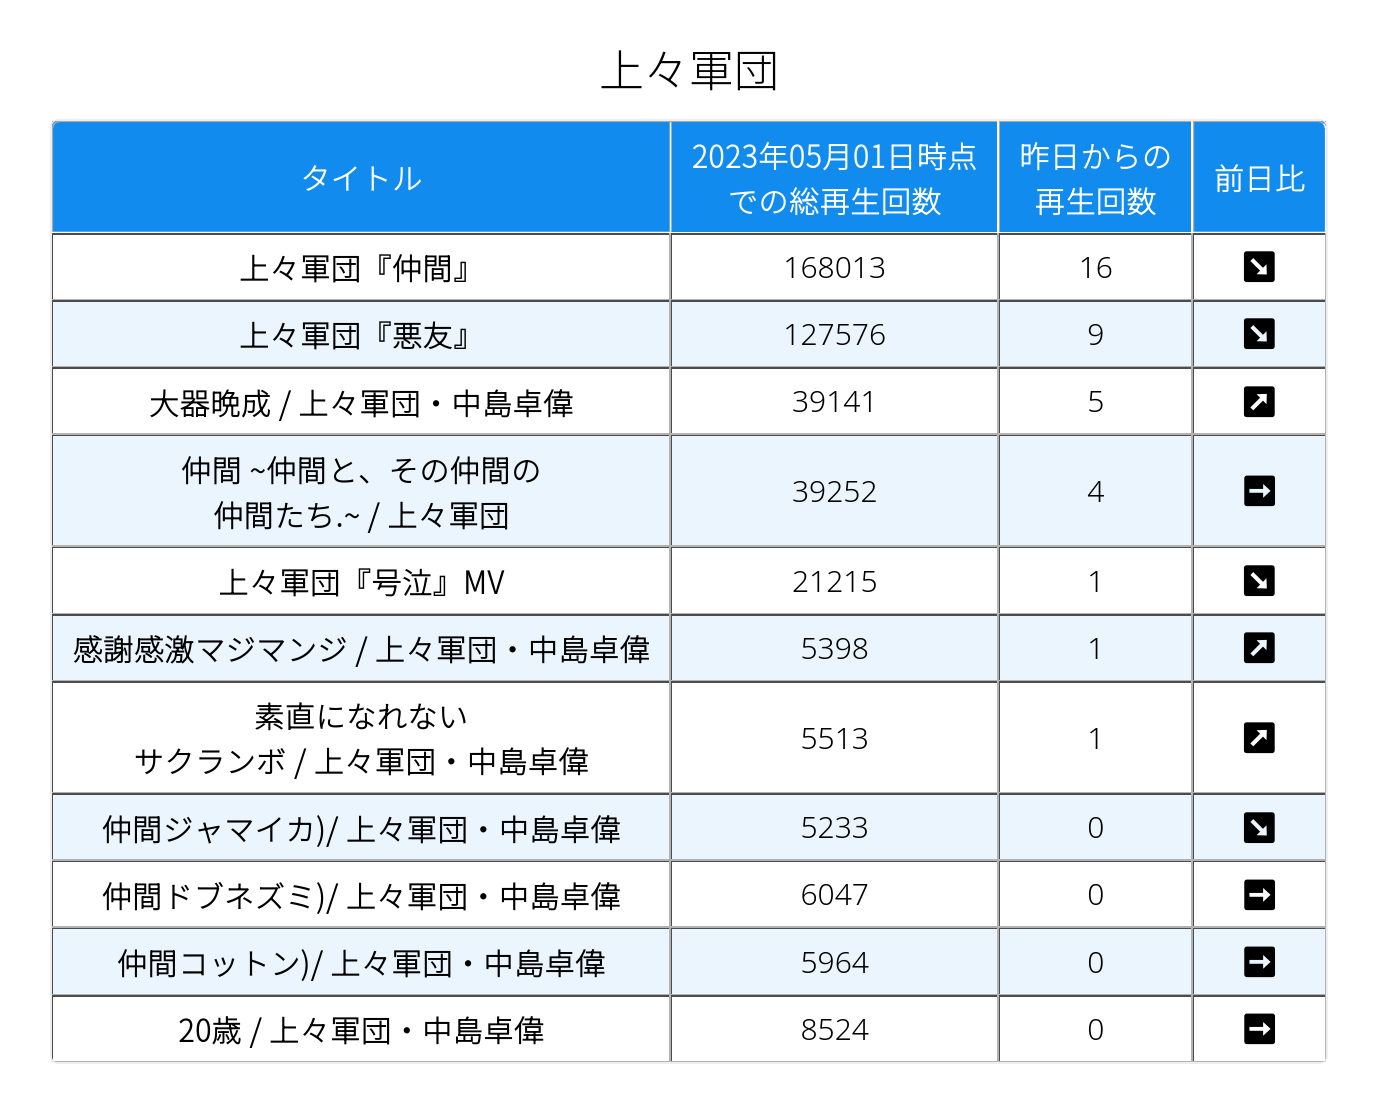 上々軍団
タイトル
2023年05月01日時点
での総再生回数
昨日からの
再生回数
前日比
上々軍団『仲間』 168013 16
上々軍団『悪友』 127576 9
大器晩成 / 上々軍団・中島卓偉 39141 5
仲間 ~仲間と、その仲間の
仲間たち.~ / 上々軍団 39252 4
上々軍団『号泣』MV 21215 1
感謝感激マジマンジ / 上々軍団・中島卓偉 5398 1
素直になれない
サクランボ / 上々軍団・中島卓偉 5513 1
仲間ジャマイカ)/ 上々軍団・中島卓偉 5233 0
仲間ドブネズミ)/ 上々軍団・中島卓偉 6047 0
仲間コットン)/ 上々軍団・中島卓偉 5964 0
20歳 / 上々軍団・中島卓偉 8524 0